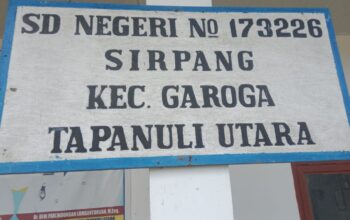 SD NEGERI No 173226
SIRPANG
KEC. GAROGA
TAPANULI UTARA